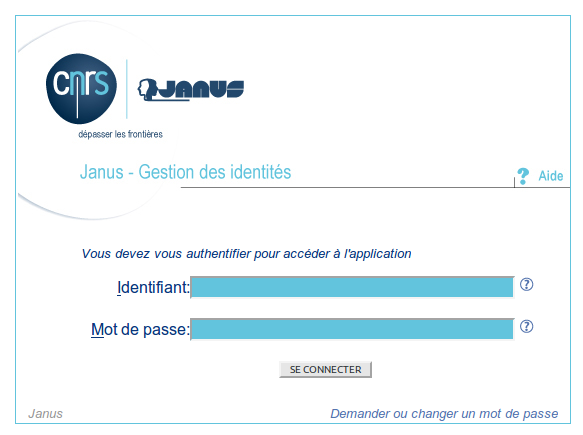 cnrs
JANUS
dépasser les frontières
Janus - Gestion des identités
? Aide
Vous devez vous authentifier pour accéder à l'application
Identifiant: ?
Mot de passe: ?
SE CONNECTER
Janus
Demander ou changer un mot de passe